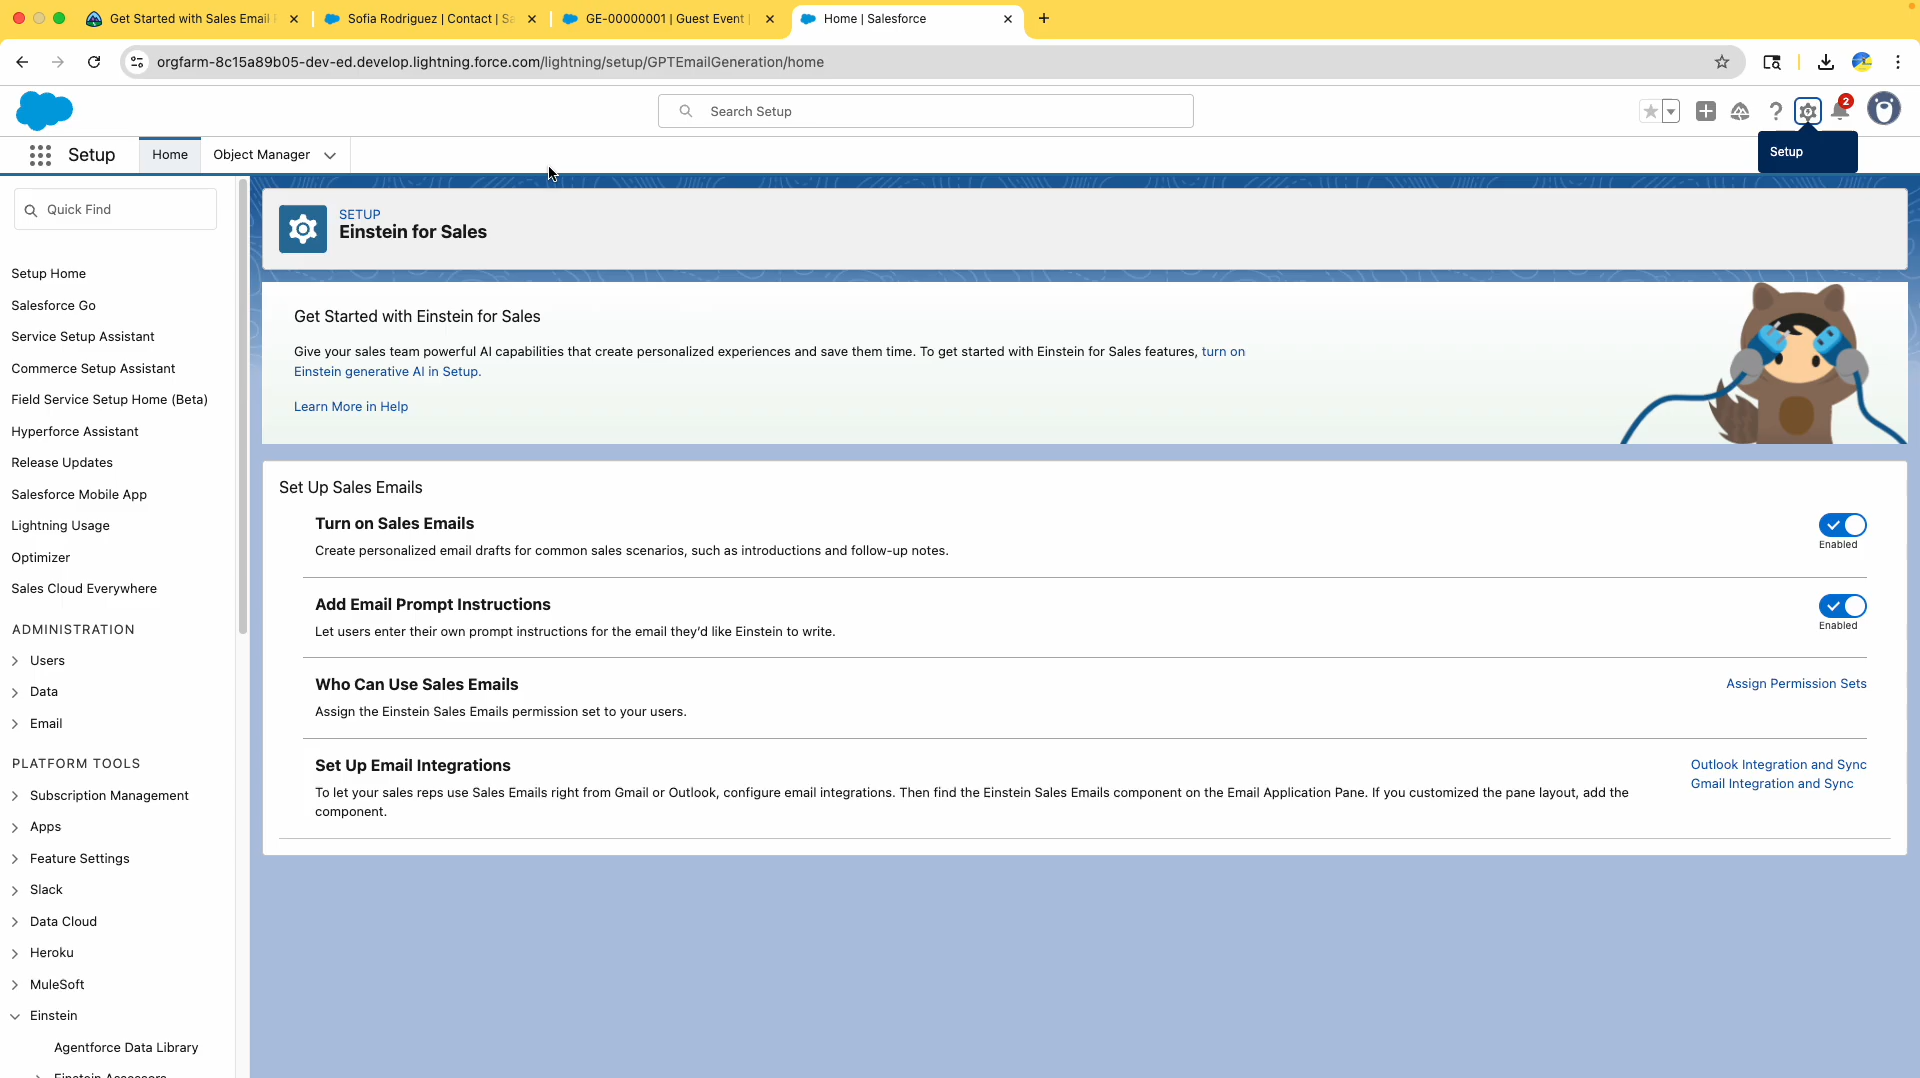 Get Started with Sales Email
Sofia Rodriguez | Contact | Sa
GE-00000001 | Guest Event |
Home | Salesforce
orgfarm-8c15a89b05-dev-ed.develop.lightning.force.com/lightning/setup/GPTEmailGeneration/home
Search Setup
2
Setup
Home
Object Manager
Setup
Quick Find
Setup Home
Salesforce Go
Service Setup Assistant
Commerce Setup Assistant
Field Service Setup Home (Beta)
Hyperforce Assistant
Release Updates
Salesforce Mobile App
Lightning Usage
Optimizer
Sales Cloud Everywhere
ADMINISTRATION
Users
Data
Email
PLATFORM TOOLS
Subscription Management
Apps
Feature Settings
Slack
Data Cloud
Heroku
MuleSoft
Einstein
Agentforce Data Library
SETUP
Einstein for Sales
Get Started with Einstein for Sales
Give your sales team powerful AI capabilities that create personalized experiences and save them time. To get started with Einstein for Sales features, turn on
Einstein generative AI in Setup.
Learn More in Help
Set Up Sales Emails
Turn on Sales Emails
Create personalized email drafts for common sales scenarios, such as introductions and follow-up notes.
Enabled
Add Email Prompt Instructions
Let users enter their own prompt instructions for the email they'd like Einstein to write.
Enabled
Who Can Use Sales Emails
Assign the Einstein Sales Emails permission set to your users.
Assign Permission Sets
Set Up Email Integrations
To let your sales reps use Sales Emails right from Gmail or Outlook, configure email integrations. Then find the Einstein Sales Emails component on the Email Application Pane. If you customized the pane layout, add the
component.
Outlook Integration and Sync
Gmail Integration and Sync